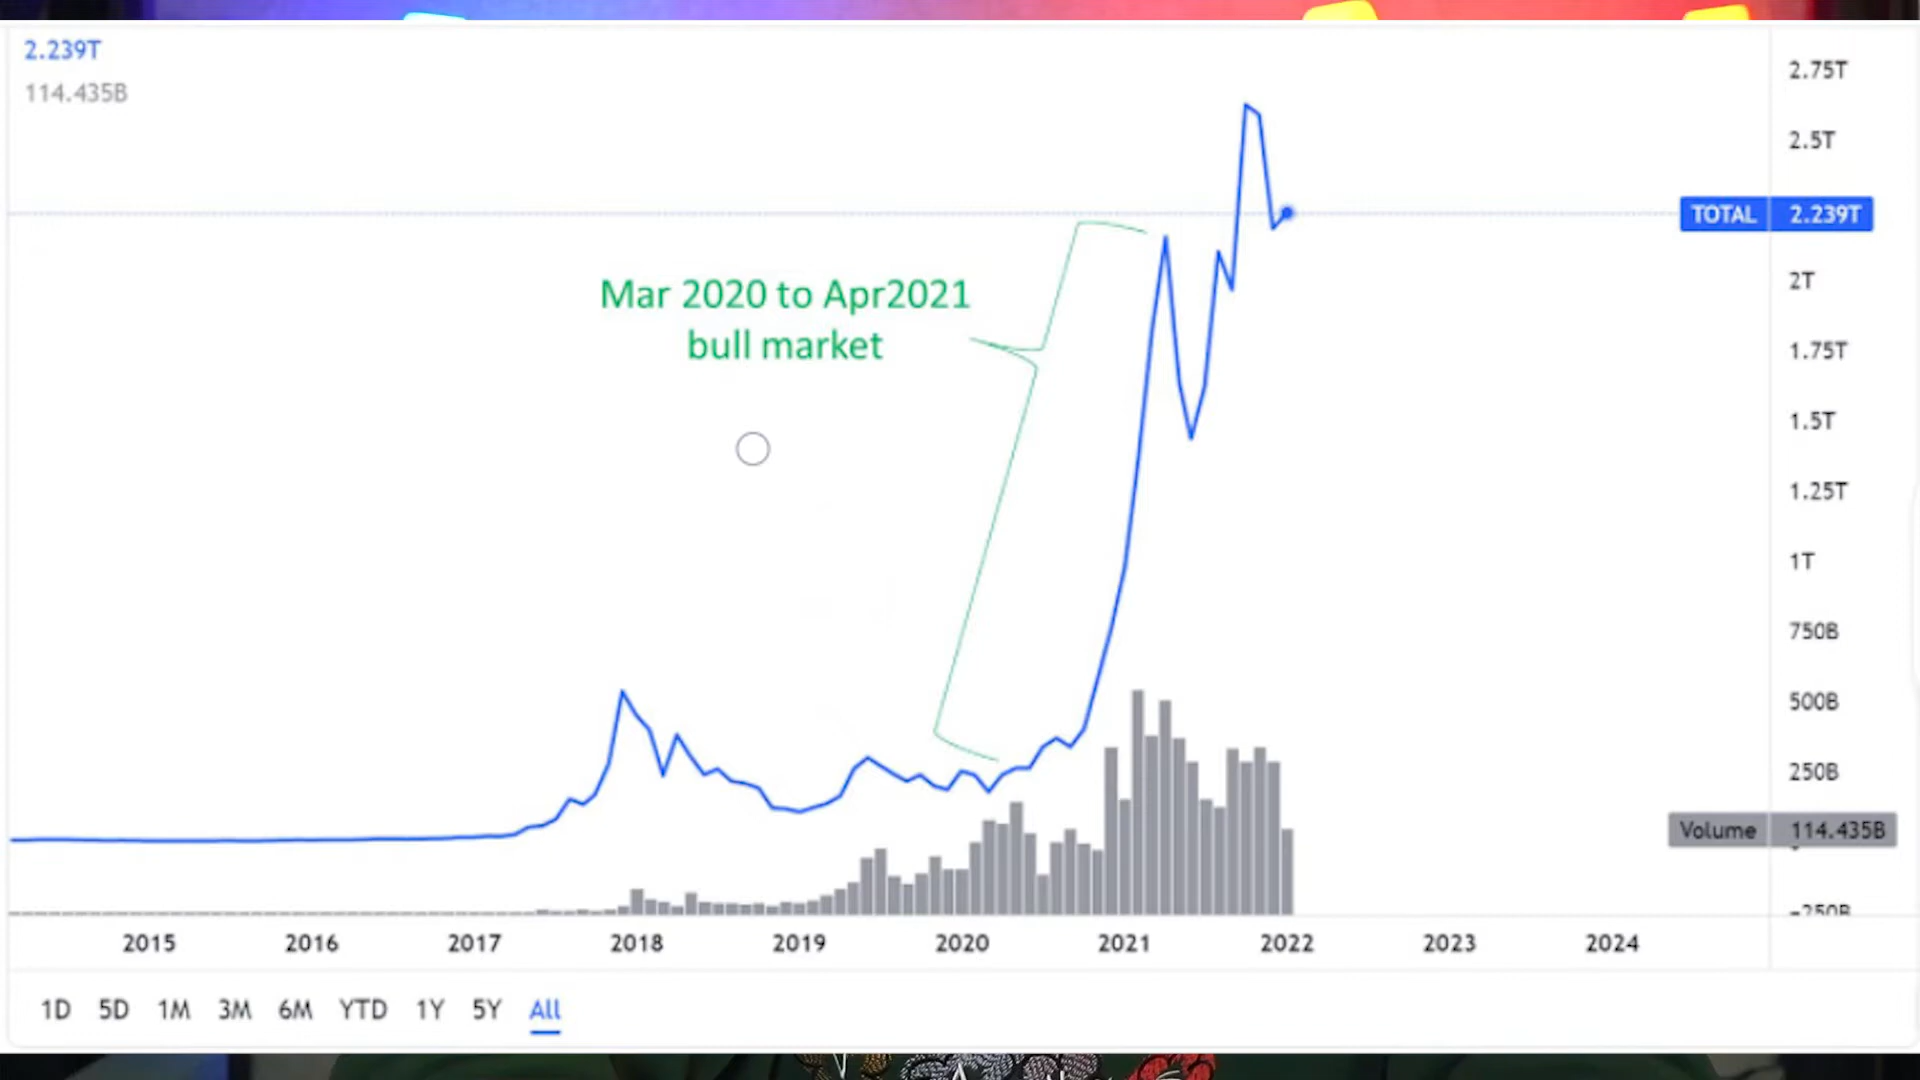 2.239T
114.435B
2.75T
2.5T
TOTAL 2.239T
Mar 2020 to Apr2021
bull market
2T
1.75T
1.5T
1.25T
1T
750B
500B
250B
Volume 114.435B
-250B
2015 2016 2017 2018 2019 2020 2021 2022 2023 2024
1D 5D 1M 3M 6M YTD 1Y 5Y All